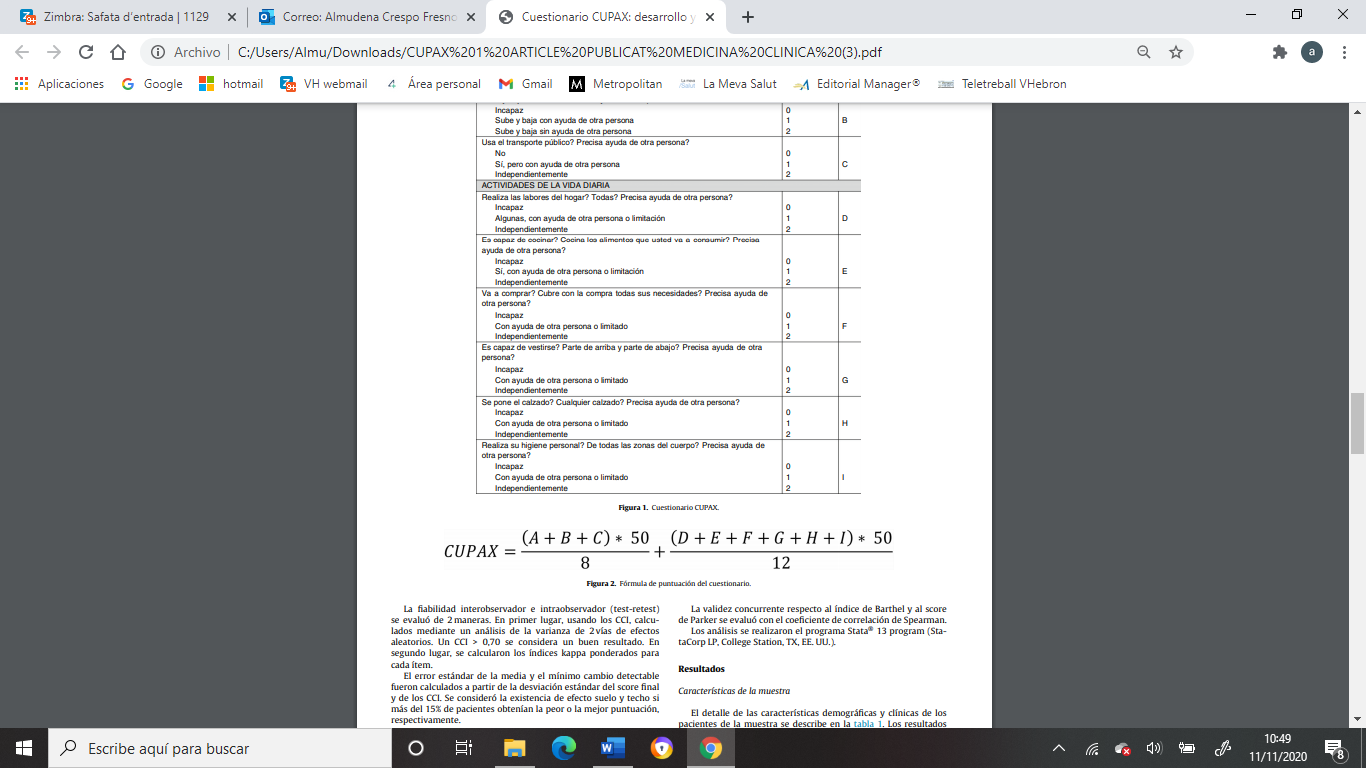 Zimbra: Safata d'entrada | 1129
Correo: Almudena Crespo Fresno
Cuestionario CUPAX: desarrollo y
Archivo
C:/Users/Almu/Downloads/CUPAX%201%20ARTICLE%20PUBLICAT%20MEDICINA%20CLINICA%20(3).pdf
a
Aplicaciones
Google
hotmail
VH webmail
Área personal
Gmail
Metropolitan
La Meva Salut
Editorial Manager®
Teletreball VHebron
Incapaz 0
Sube y baja con ayuda de otra persona 1 B
Sube y baja sin ayuda de otra persona 2
Usa el transporte público? Precisa ayuda de otra persona?
No 0
Sí, pero con ayuda de otra persona 1 C
Independientemente 2
ACTIVIDADES DE LA VIDA DIARIA
Realiza las labores del hogar? Todas? Precisa ayuda de otra persona?
Incapaz 0
Algunas, con ayuda de otra persona o limitación 1 D
Independientemente 2
Es capaz de cocinar? Cocina los alimentos que usted va a consumir? Precisa
ayuda de otra persona?
Incapaz 0
Sí, con ayuda de otra persona o limitación 1 E
Independientemente 2
Va a comprar? Cubre con la compra todas sus necesidades? Precisa ayuda de
otra persona?
Incapaz 0
Con ayuda de otra persona o limitado 1 F
Independientemente 2
Es capaz de vestirse? Parte de arriba y parte de abajo? Precisa ayuda de otra
persona?
Incapaz 0
Con ayuda de otra persona o limitado 1 G
Independientemente 2
Se pone el calzado? Cualquier calzado? Precisa ayuda de otra persona?
Incapaz 0
Con ayuda de otra persona o limitado 1 H
Independientemente 2
Realiza su higiene personal? De todas las zonas del cuerpo? Precisa ayuda de
otra persona?
Incapaz 0
Con ayuda de otra persona o limitado 1 I
Independientemente 2
Figura 1. Cuestionario CUPAX.
CUPAX = (A + B + C) * 50 / 8 + (D + E + F + G + H + I) * 50 / 12
Figura 2. Fórmula de puntuación del cuestionario.
La fiabilidad interobservador e intraobservador (test-retest)
se evaluó de 2 maneras. En primer lugar, usando los CCI, calcu-
lados mediante un análisis de la varianza de 2 vías de efectos
aleatorios. Un CCI > 0,70 se considera un buen resultado. En
segundo lugar, se calcularon los índices kappa ponderados para
cada ítem.
El error estándar de la media y el mínimo cambio detectable
fueron calculados a partir de la desviación estándar del score final
y de los CCI. Se consideró la existencia de efecto suelo y techo si
más del 15% de pacientes obtenían la peor o la mejor puntuación,
respectivamente.
La validez concurrente respecto al índice de Barthel y al score
de Parker se evaluó con el coeficiente de correlación de Spearman.
Los análisis se realizaron el programa Stata® 13 program (Sta-
taCorp LP, College Station, TX, EE. UU.).
Resultados
Características de la muestra
El detalle de las características demográficas y clínicas de los
pacientes de la muestra se describe en la tabla 1. Los resultados
Escribe aquí para buscar
10:49
11/11/2020
8